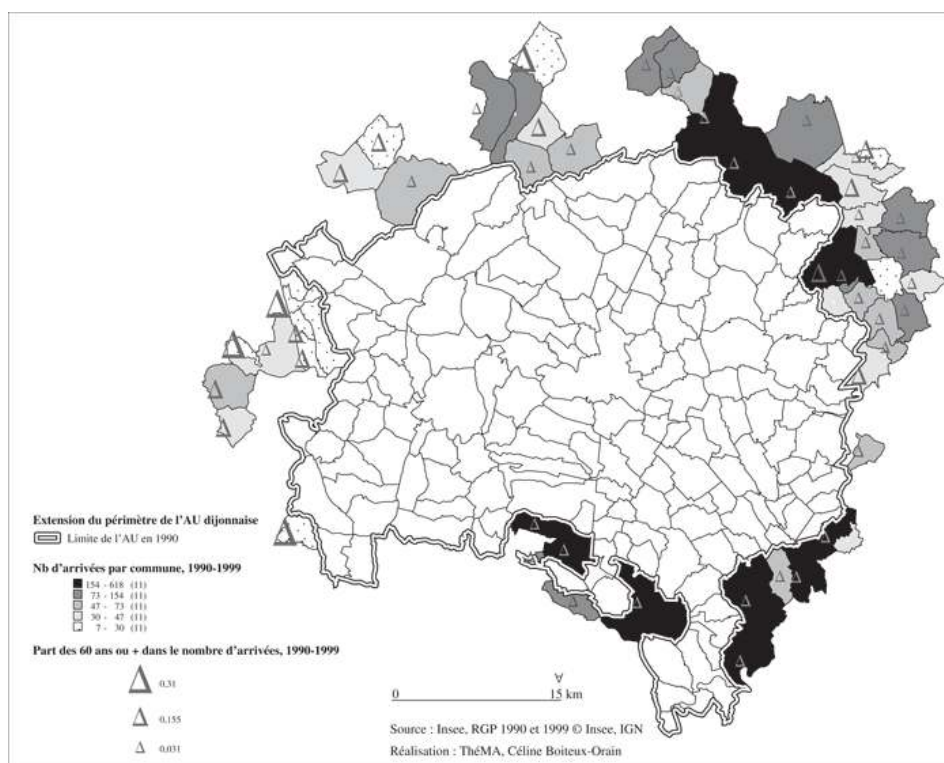 Extension du périmètre de l'AU dijonnaise
Limite de l'AU en 1990
Nb d'arrivées par commune, 1990-1999
154 - 618 (11)
73 - 154 (11)
47 - 73 (11)
30 - 47 (11)
7 - 30 (11)
Part des 60 ans ou + dans le nombre d'arrivées, 1990-1999
0,31
0,155
0,031
0 15 km
Source : Insee, RGP 1990 et 1999 © Insee, IGN
Réalisation : ThéMA, Céline Boiteux-Orain